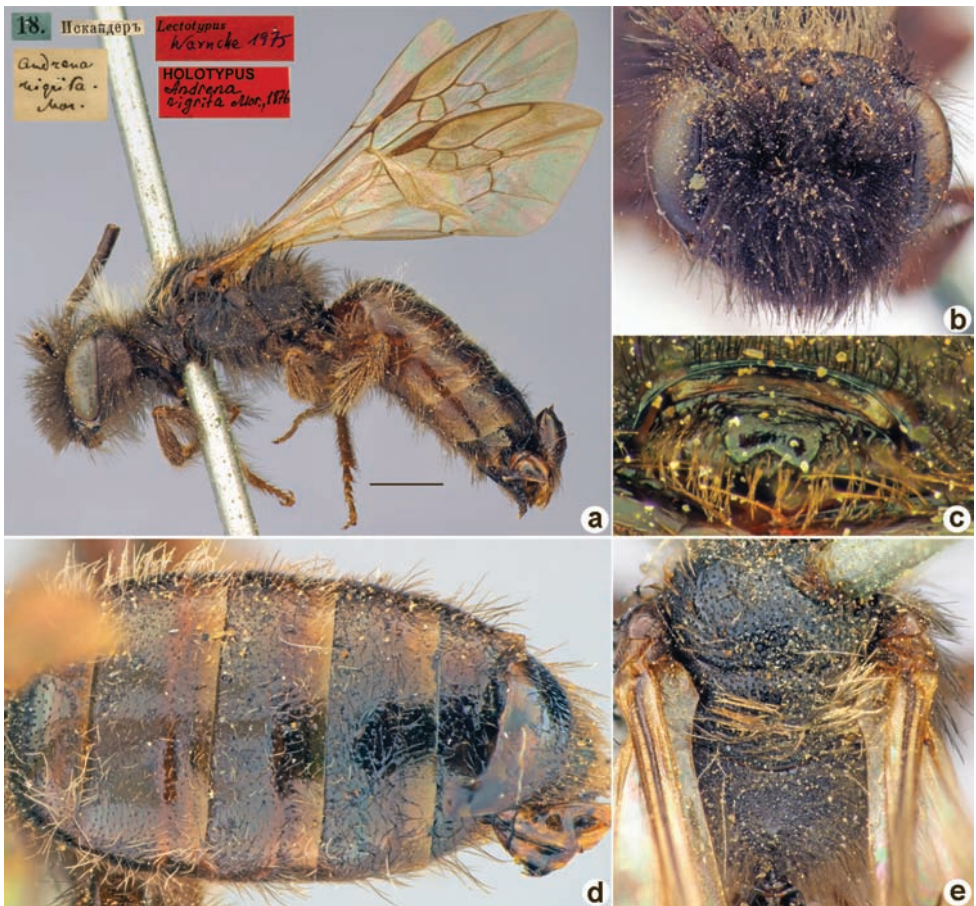 18.
Искандеръ
Andrena
nigrita.
Mor.
Lectotypus
Warncke 1975
HOLOTYPUS
Andrena
nigrita Mor., 1876
a
b
c
d
e